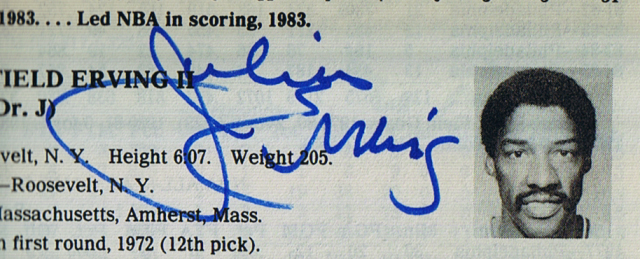 1983. . . . Led NBA in scoring, 1983.
FIELD ERVING II
Dr. J)
Julius
Erving
velt, N. Y. Height 6:07. Weight 205.
—Roosevelt, N. Y.
assachusetts, Amherst, Mass.
first round, 1972 (12th pick).